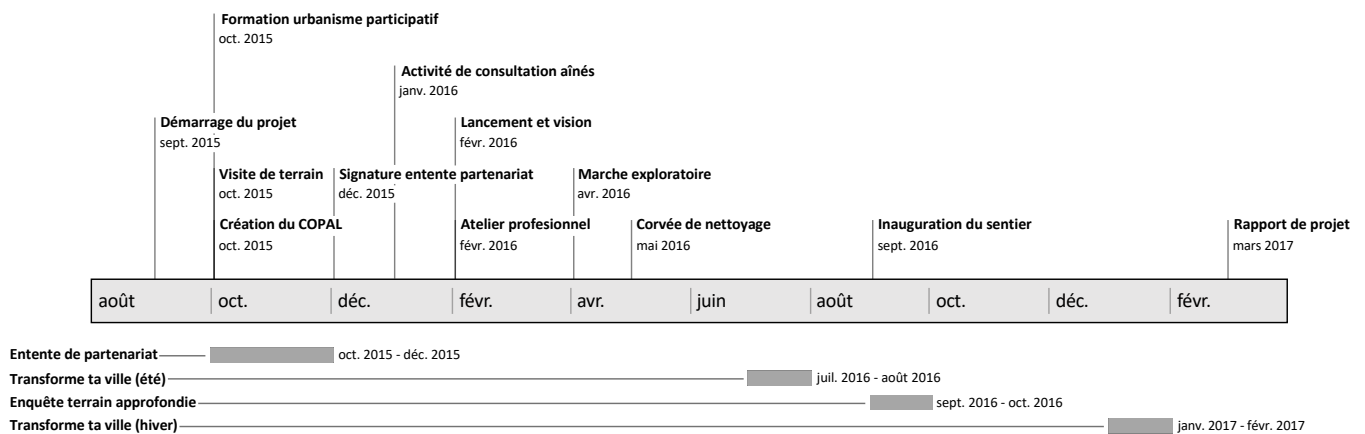 Formation urbanisme participatif
oct. 2015
Activité de consultation aînés
janv. 2016
Démarrage du projet
sept. 2015
Lancement et vision
févr. 2016
Visite de terrain
oct. 2015
Signature entente partenariat
déc. 2015
Marche exploratoire
avr. 2016
Création du COPAL
oct. 2015
Atelier profesionnel
févr. 2016
Corvée de nettoyage
mai 2016
Inauguration du sentier
sept. 2016
Rapport de projet
mars 2017
août oct. déc. févr. avr. juin août oct. déc. févr.
Entente de partenariat oct. 2015 - déc. 2015
Transforme ta ville (été) juil. 2016 - août 2016
Enquête terrain approfondie sept. 2016 - oct. 2016
Transforme ta ville (hiver) janv. 2017 - févr. 2017